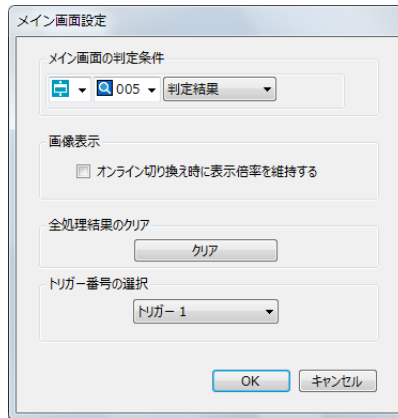 メイン画面設定
メイン画面の判定条件
005 判定結果
画像表示
オンライン切り換え時に表示倍率を維持する
全処理結果のクリア
クリア
トリガー番号の選択
トリガー 1
OK キャンセル